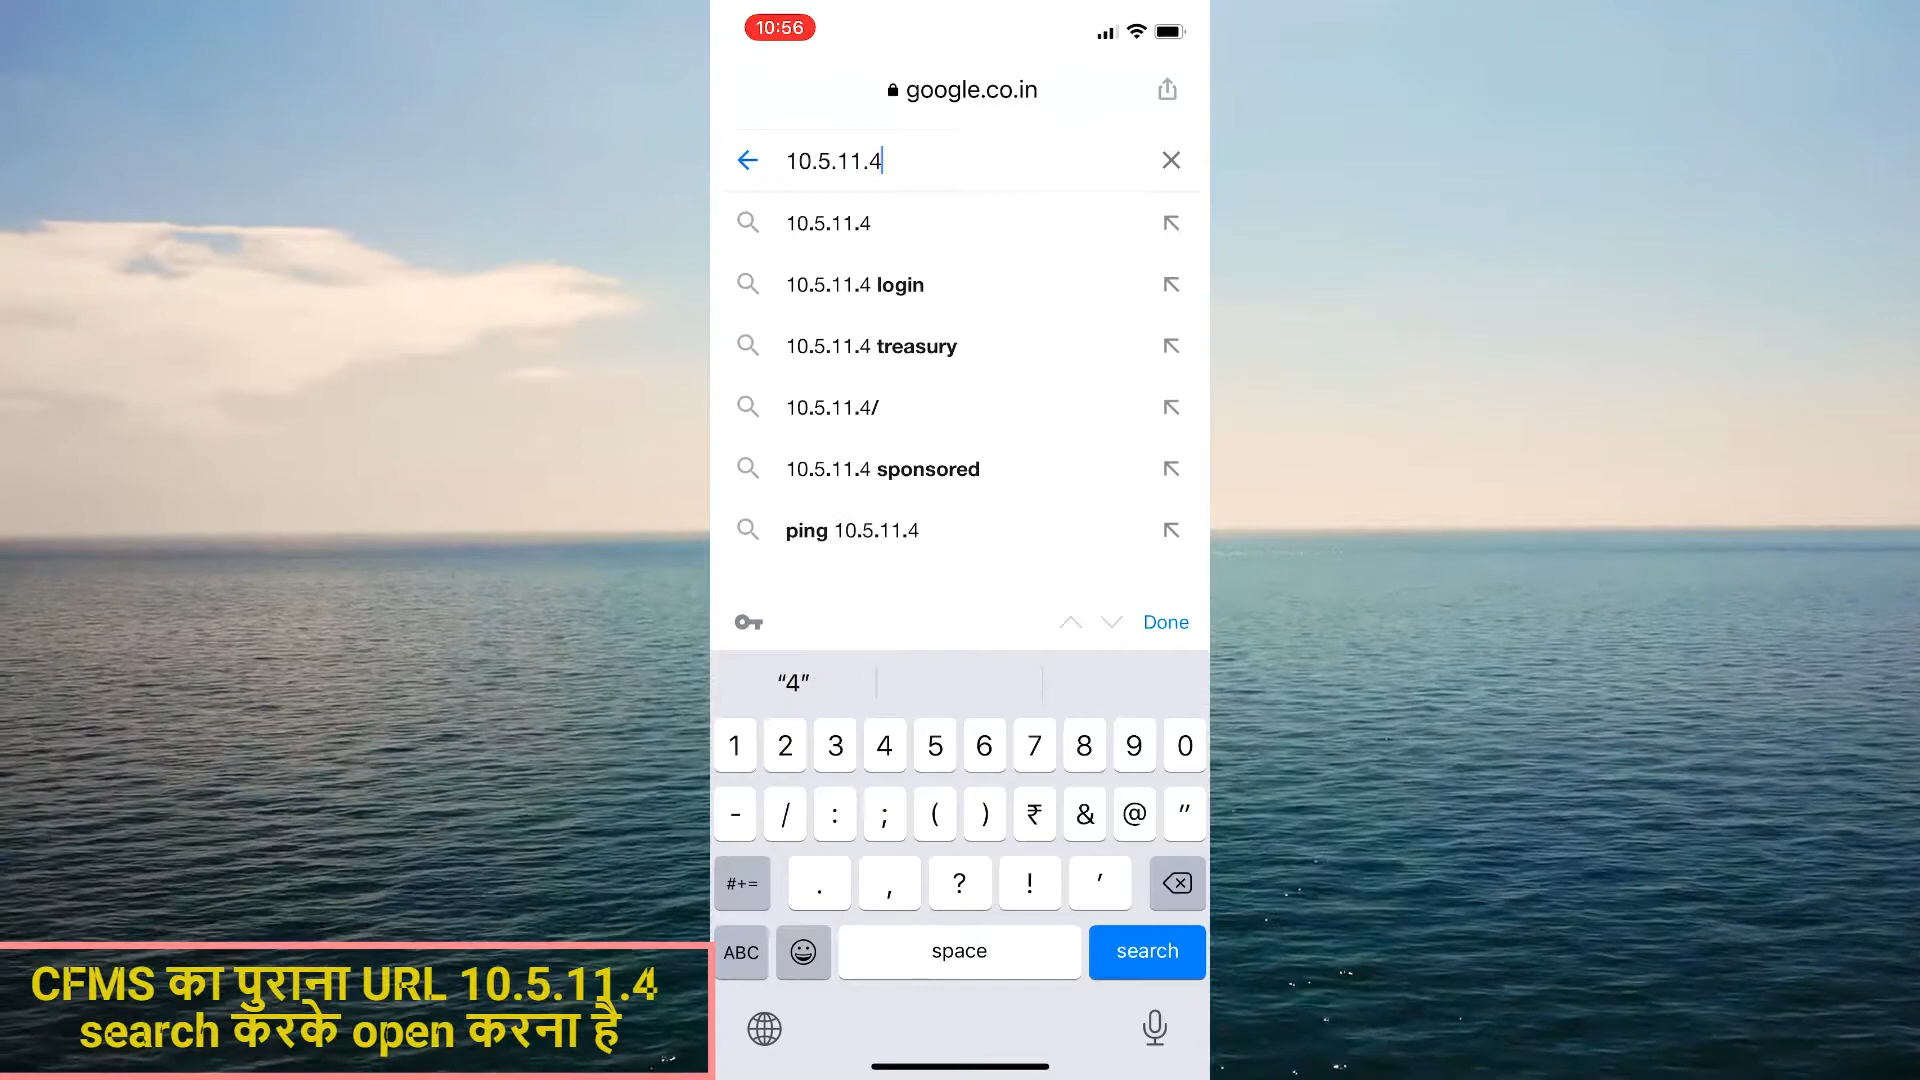 10:56
google.co.in
10.5.11.4
10.5.11.4
10.5.11.4 login
10.5.11.4 treasury
10.5.11.4/
10.5.11.4 sponsored
ping 10.5.11.4
Done
“4”
1 2 3 4 5 6 7 8 9 0
- / : ; ( ) ₹ & @ "
#+= . , ? ! '
ABC space search
CFMS का पुराना URL 10.5.11.4
search करके open करना है